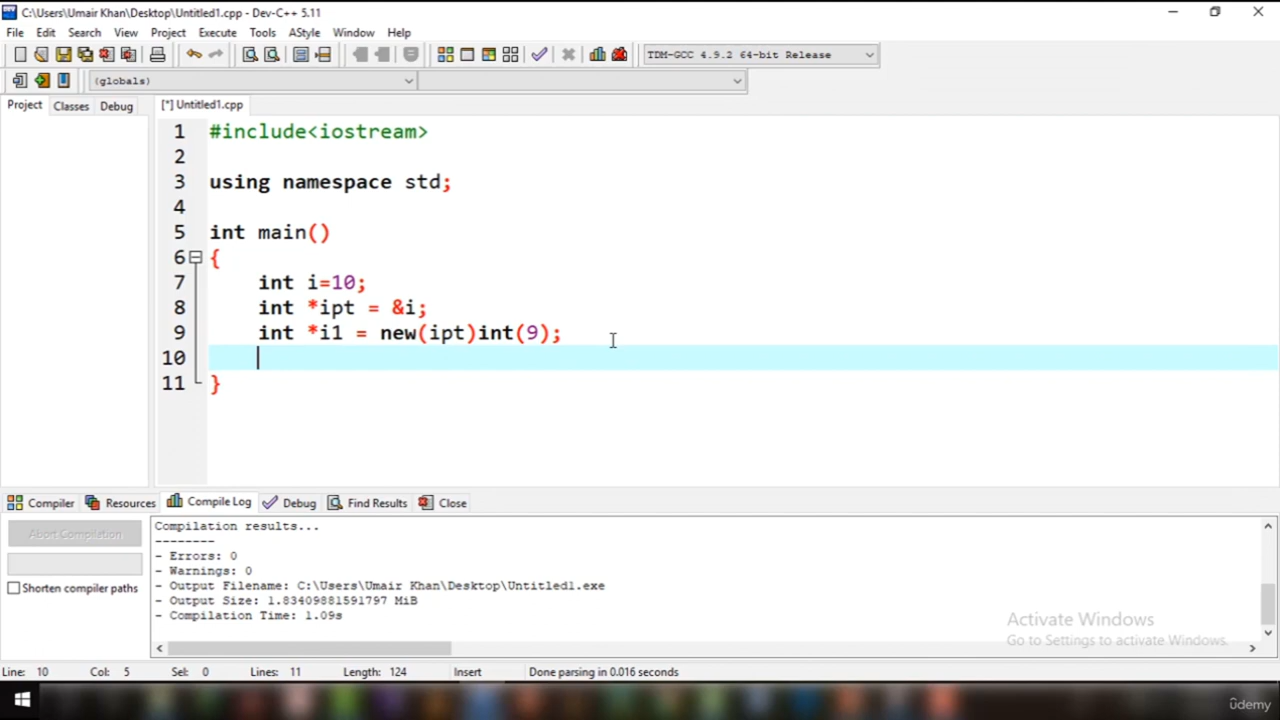 C:\Users\Umair Khan\Desktop\Untitled1.cpp - Dev-C++ 5.11
File Edit Search View Project Execute Tools AStyle Window Help
TDM-GCC 4.9.2 64-bit Release
(globals)
Project Classes Debug [*] Untitled1.cpp
1 #include<iostream>
2
3 using namespace std;
4
5 int main()
6 {
7 int i=10;
8 int *ipt = &i;
9 int *i1 = new(ipt)int(9);
10
11 }
Compiler Resources Compile Log Debug Find Results Close
Abort Compilation
Shorten compiler paths
Compilation results...
--------
- Errors: 0
- Warnings: 0
- Output Filename: C:\Users\Umair Khan\Desktop\Untitled1.exe
- Output Size: 1.83409881591797 MiB
- Compilation Time: 1.09s
Activate Windows
Go to Settings to activate Windows.
Line: 10 Col: 5 Sel: 0 Lines: 11 Length: 124 Insert Done parsing in 0.016 seconds
ûdemy